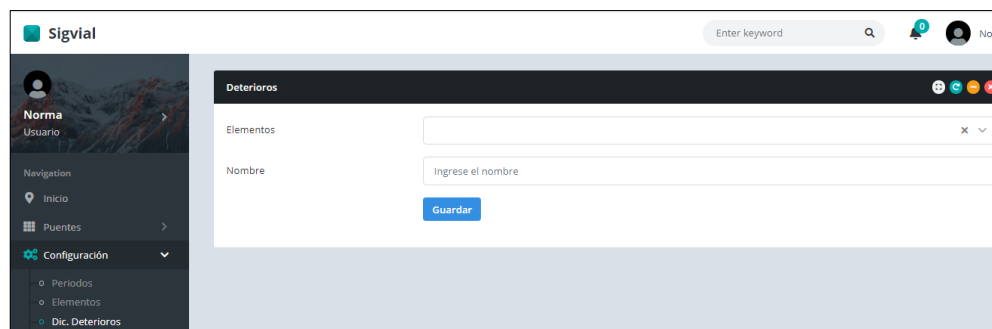 Sigvial
Enter keyword
0
No
Norma
Usuario
Navigation
Inicio
Puentes
Configuración
Periodos
Elementos
Dic. Deterioros
Deterioros
Elementos
Nombre
Ingrese el nombre
Guardar